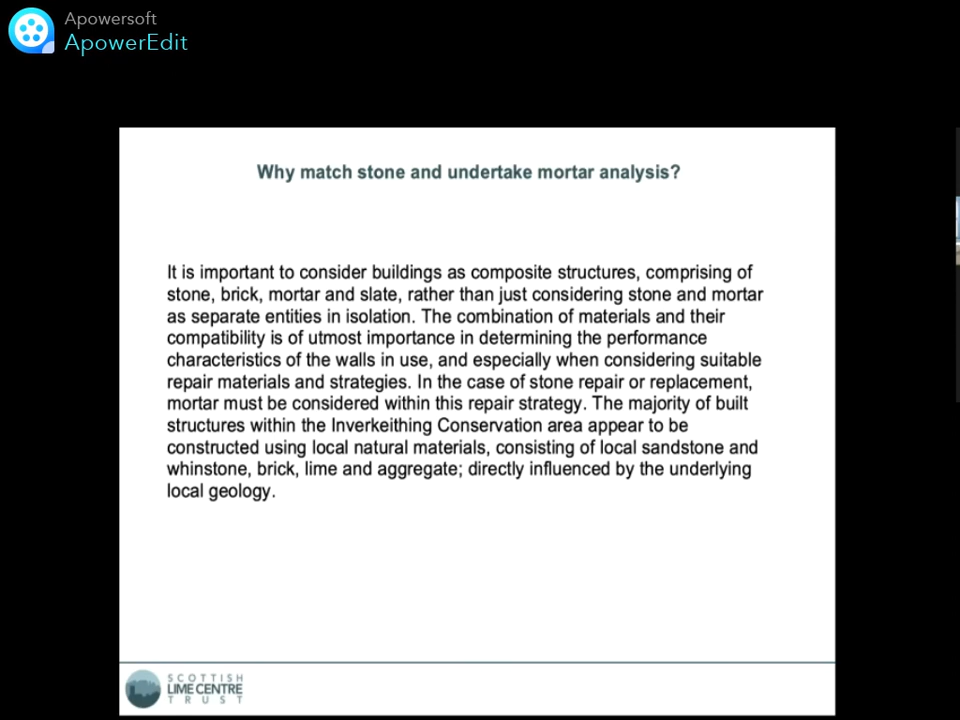 Apowersoft
ApowerEdit
Why match stone and undertake mortar analysis?
It is important to consider buildings as composite structures, comprising of
stone, brick, mortar and slate, rather than just considering stone and mortar
as separate entities in isolation. The combination of materials and their
compatibility is of utmost importance in determining the performance
characteristics of the walls in use, and especially when considering suitable
repair materials and strategies. In the case of stone repair or replacement,
mortar must be considered within this repair strategy. The majority of built
structures within the Inverkeithing Conservation area appear to be
constructed using local natural materials, consisting of local sandstone and
whinstone, brick, lime and aggregate; directly influenced by the underlying
local geology.
SCOTTISH
LIME CENTRE
TRUST